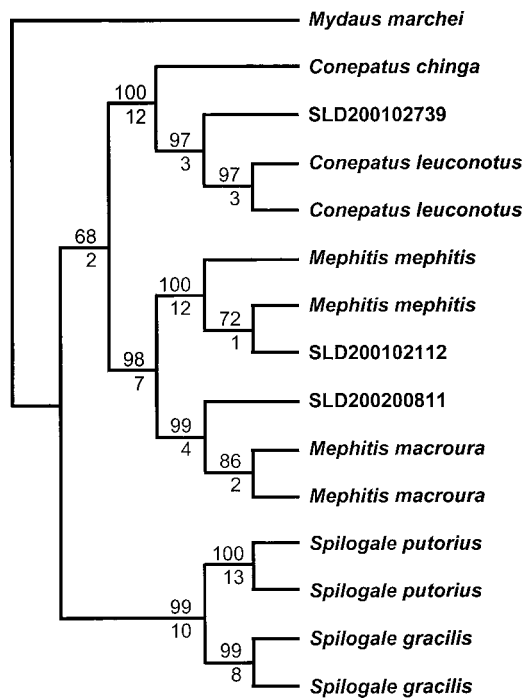 Mydaus marchei
Conepatus chinga
100
12
SLD200102739
97
3
Conepatus leuconotus
97
3
Conepatus leuconotus
68
2
Mephitis mephitis
100
12
Mephitis mephitis
72
1
SLD200102112
98
7
SLD200200811
99
4
Mephitis macroura
86
2
Mephitis macroura
Spilogale putorius
100
13
Spilogale putorius
99
10
Spilogale gracilis
99
8
Spilogale gracilis